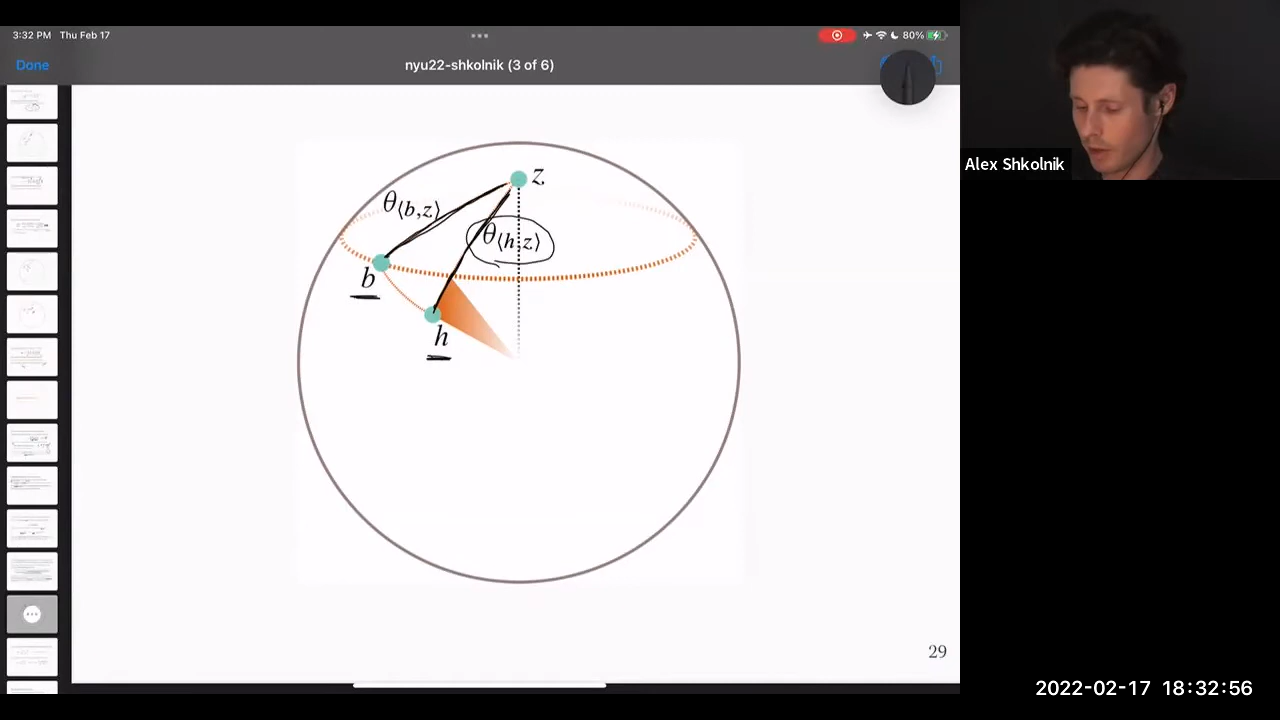 3:32 PM Thu Feb 17
80%
Done
nyu22-shkolnik (3 of 6)
Alex Shkolnik
z
θ⟨b,z⟩
θ⟨h,z⟩
b
h
29
2022-02-17 18:32:56